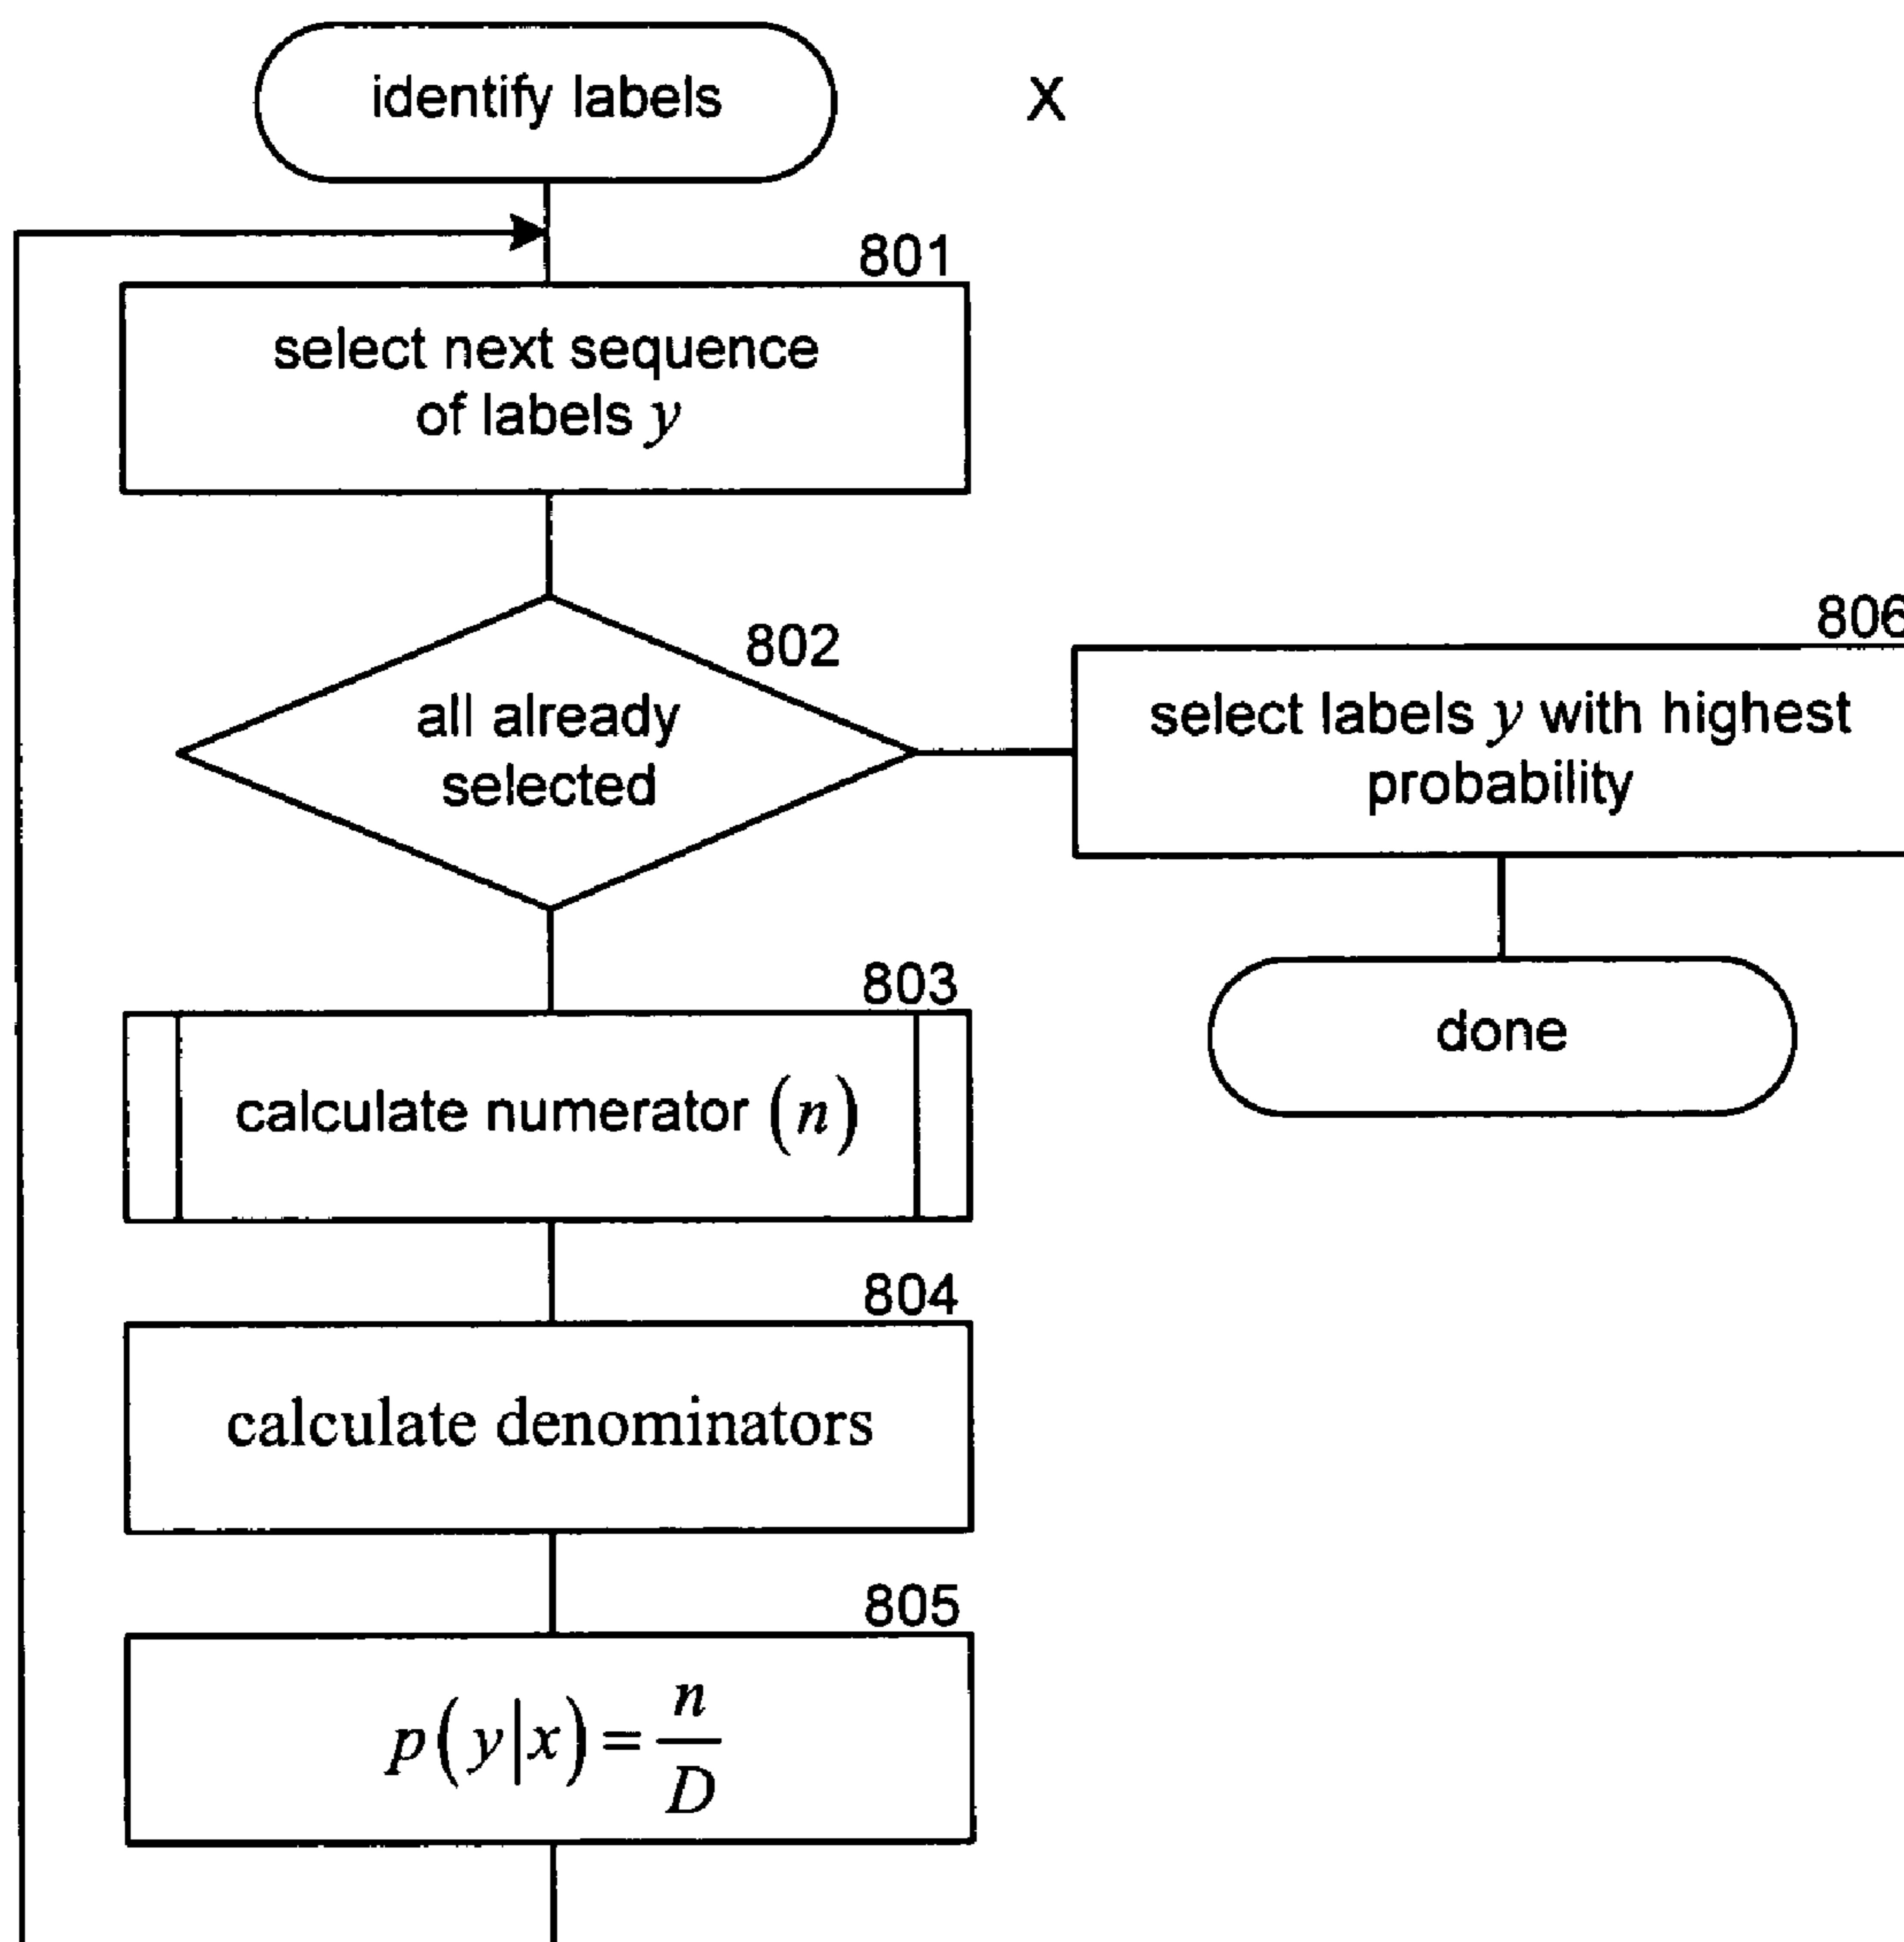 identify labels
X
801
select next sequence
of labels y
802
all already
selected
806
select labels y with highest
probability
done
803
calculate numerator (n)
804
calculate denominators
805
p(y|x) = n/D